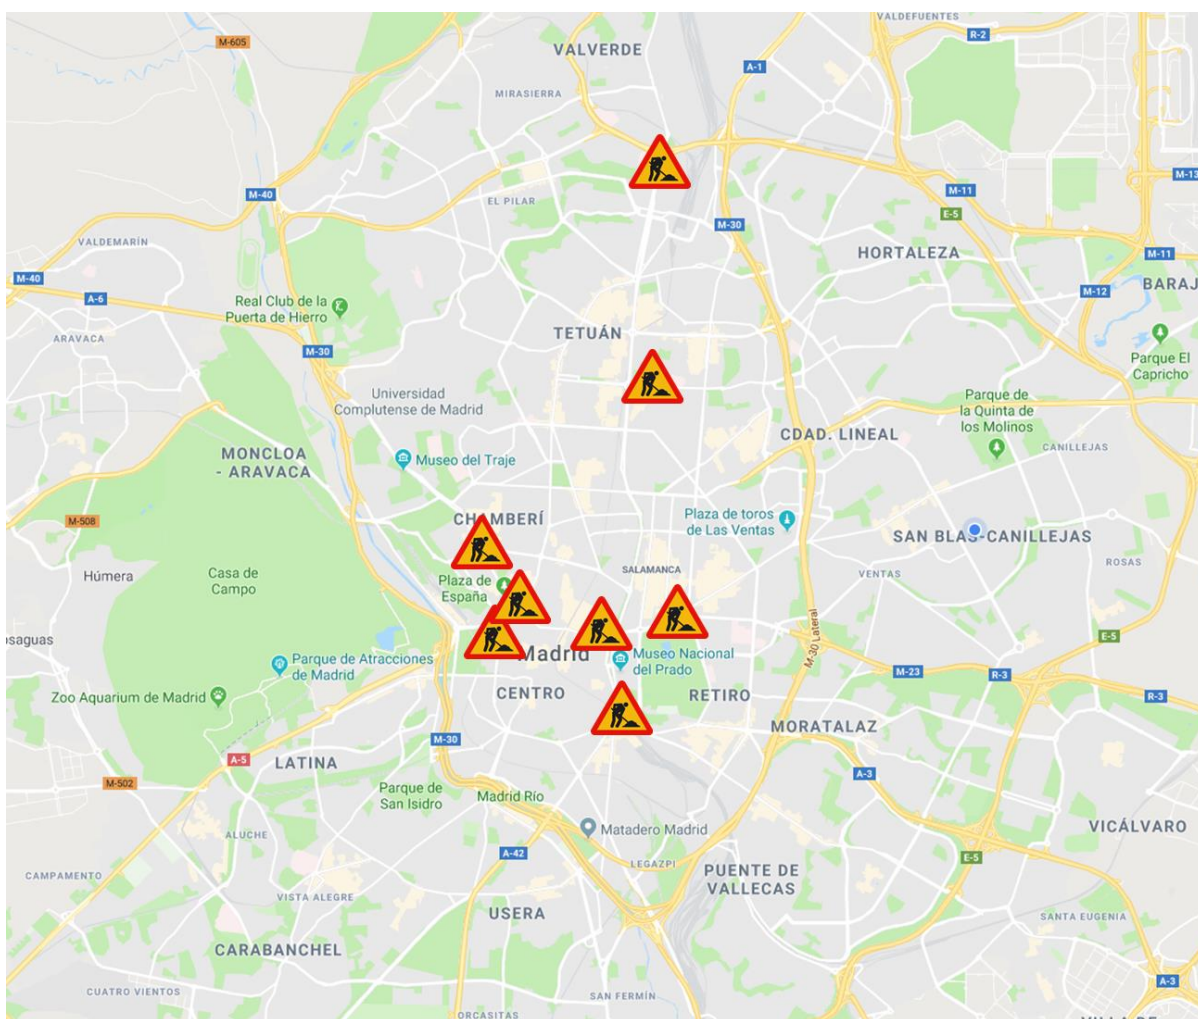 VALDEFUENTES
M-605
R-2
VALVERDE
A-1
MIRASIERRA
M-13
M-40
EL PILAR
M-11
E-5
M-30
VALDEMARÍN
HORTALEZA
M-11
M-40
A-6
M-12
BARAJ
Real Club de la
Puerta de Hierro
TETUÁN
ARAVACA
M-30
Parque El
Capricho
Universidad
Complutense de Madrid
Parque de
la Quinta de
los Molinos
CDAD. LINEAL
CANILLEJAS
MONCLOA
- ARAVACA
Museo del Traje
M-508
CHAMBERÍ
Plaza de toros
de Las Ventas
SAN BLAS-CANILLEJAS
Húmera
Casa de
Campo
Plaza de
España
SALAMANCA
VENTAS
ROSAS
osaguas
M-30 Lateral
E-5
Madrid
Museo Nacional
del Prado
Parque de Atracciones
de Madrid
M-23
R-3
R-3
Zoo Aquarium de Madrid
CENTRO
RETIRO
MORATALAZ
M-30
A-5
LATINA
A-3
M-502
Parque de
San Isidro
Madrid Río
Matadero Madrid
VICÁLVARO
ALUCHE
A-42
LEGAZPI
E-5
CAMPAMENTO
PUENTE DE
VALLECAS
VISTA ALEGRE
USERA
SANTA EUGENIA
CARABANCHEL
A-3
CUATRO VIENTOS
SAN FERMÍN
ORCASITAS
VILLA DE